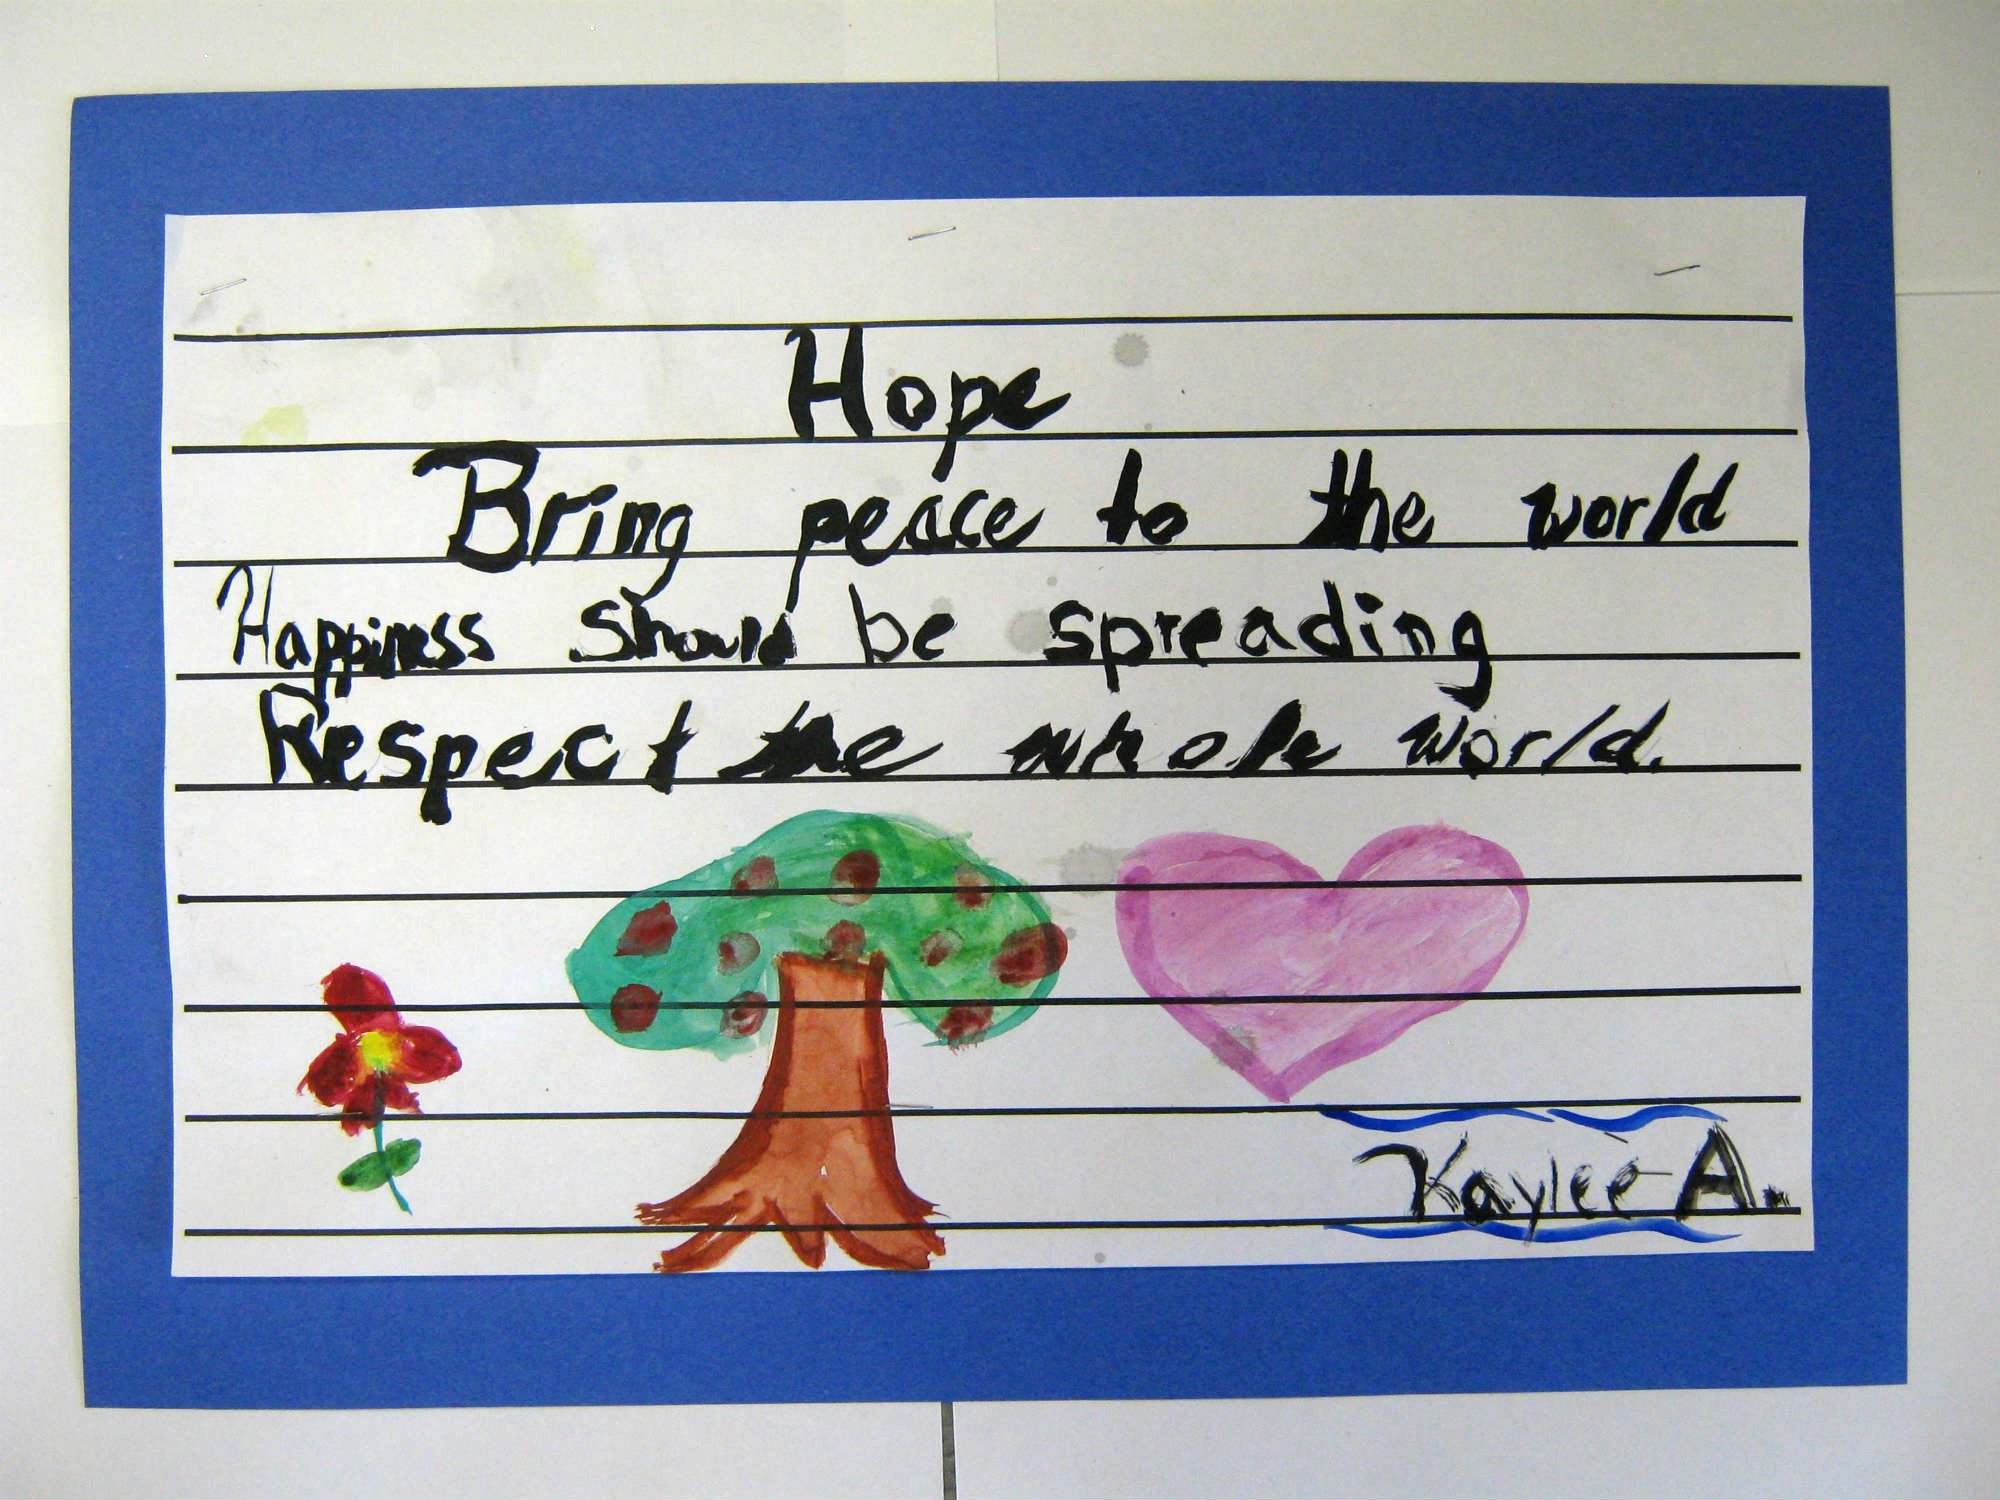 Hope
Bring peace to the world
Happiness should be spreading
Respect the whole world.
Kaylee A.